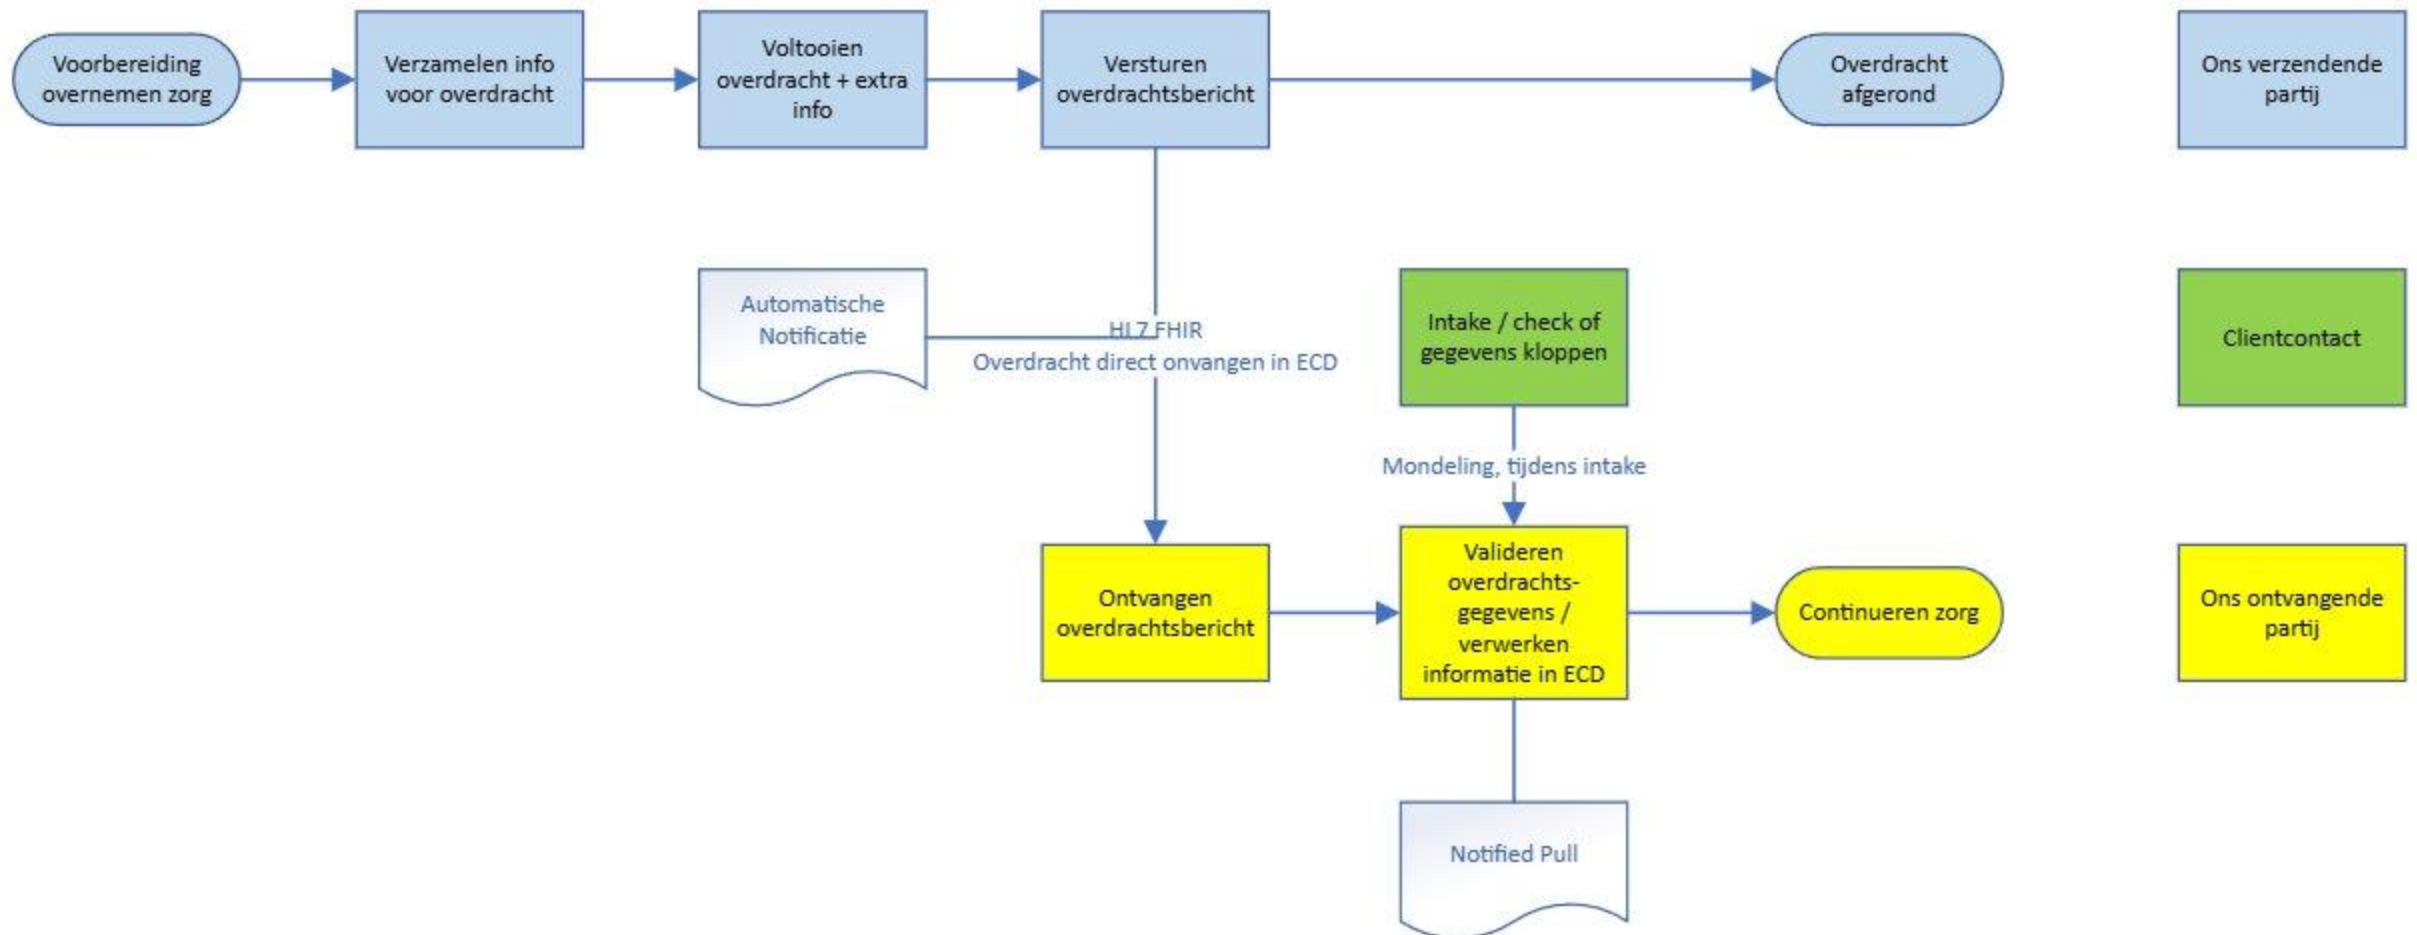 Voorbereiding
overnemen zorg
Verzamelen info
voor overdracht
Voltooien
overdracht + extra
info
Versturen
overdrachtsbericht
Overdracht
afgerond
Ons verzendende
partij
Automatische
Notificatie
HL7 FHIR
Overdracht direct onvangen in ECD
Intake / check of
gegevens kloppen
Clientcontact
Mondeling, tijdens intake
Ontvangen
overdrachtsbericht
Valideren
overdrachts-
gegevens /
verwerken
informatie in ECD
Continueren zorg
Ons ontvangende
partij
Notified Pull